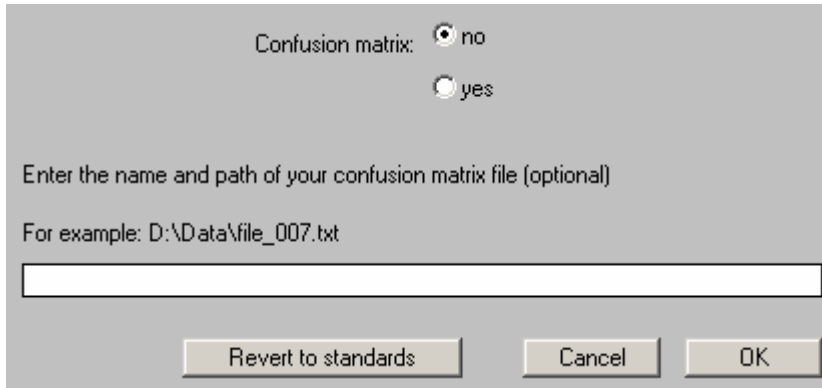 Confusion matrix: no
yes
Enter the name and path of your confusion matrix file (optional)
For example: D:\Data\file_007.txt
Revert to standards Cancel OK